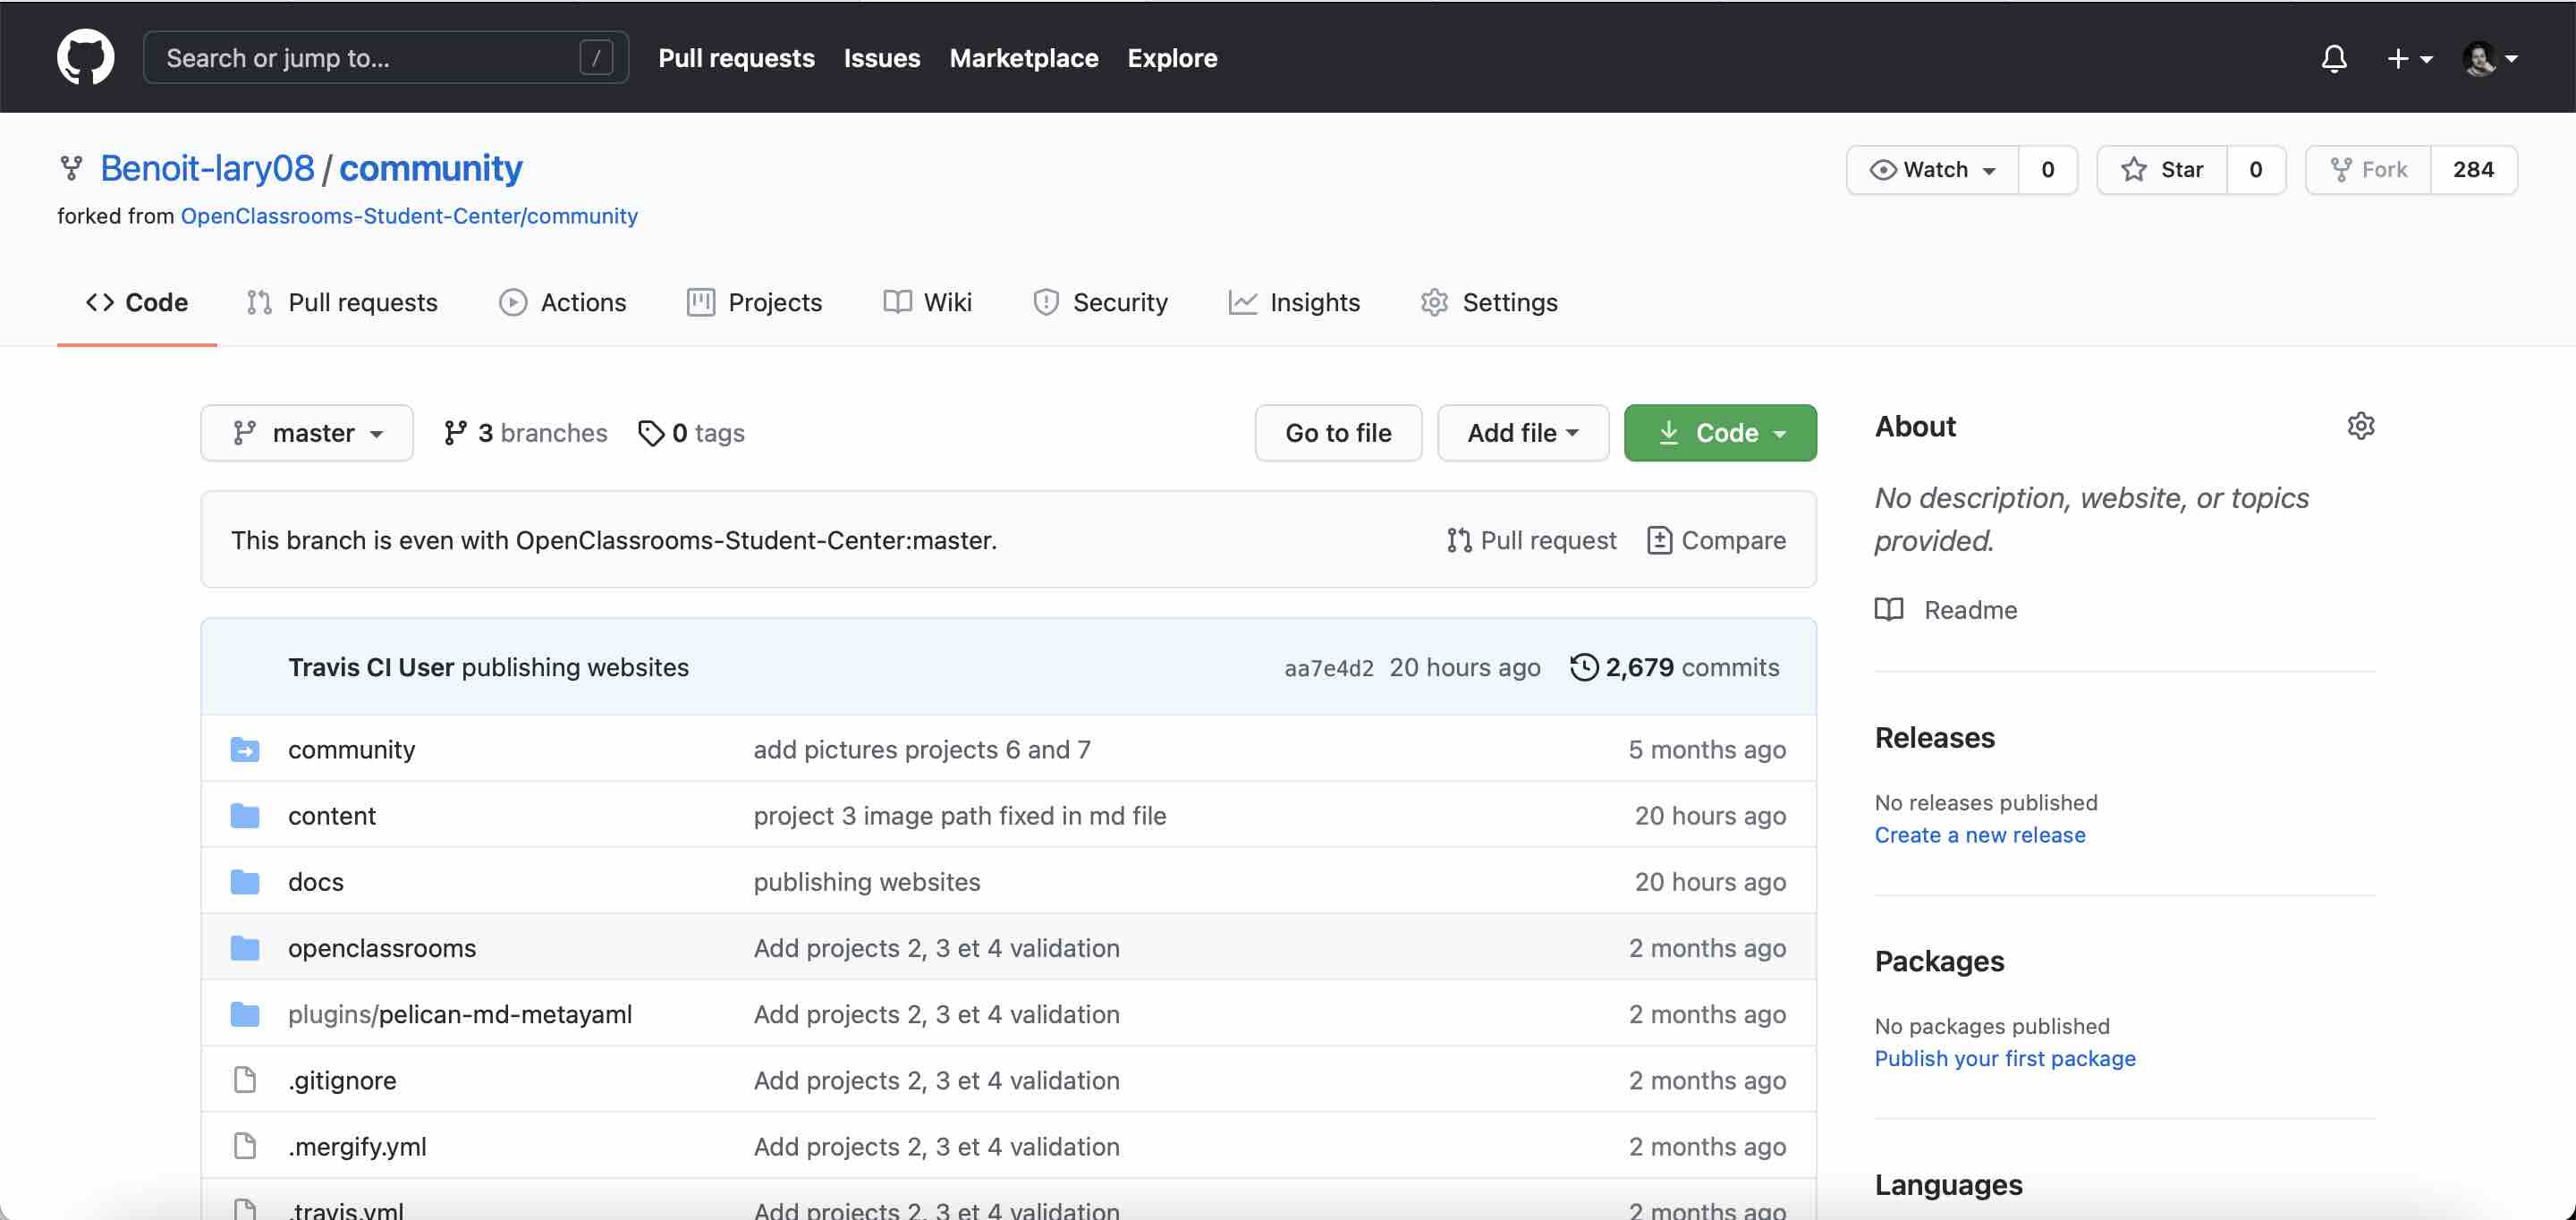 Search or jump to... /
Pull requests Issues Marketplace Explore
Benoit-lary08 / community
forked from OpenClassrooms-Student-Center/community
Watch 0 Star 0 Fork 284
Code Pull requests Actions Projects Wiki Security Insights Settings
master 3 branches 0 tags
Go to file Add file Code
This branch is even with OpenClassrooms-Student-Center:master. Pull request Compare
Travis CI User publishing websites aa7e4d2 20 hours ago 2,679 commits
community add pictures projects 6 and 7 5 months ago
content project 3 image path fixed in md file 20 hours ago
docs publishing websites 20 hours ago
openclassrooms Add projects 2, 3 et 4 validation 2 months ago
plugins/pelican-md-metayaml Add projects 2, 3 et 4 validation 2 months ago
.gitignore Add projects 2, 3 et 4 validation 2 months ago
.mergify.yml Add projects 2, 3 et 4 validation 2 months ago
.travis.yml Add projects 2, 3 et 4 validation 2 months ago
About
No description, website, or topics
provided.
Readme
Releases
No releases published
Create a new release
Packages
No packages published
Publish your first package
Languages